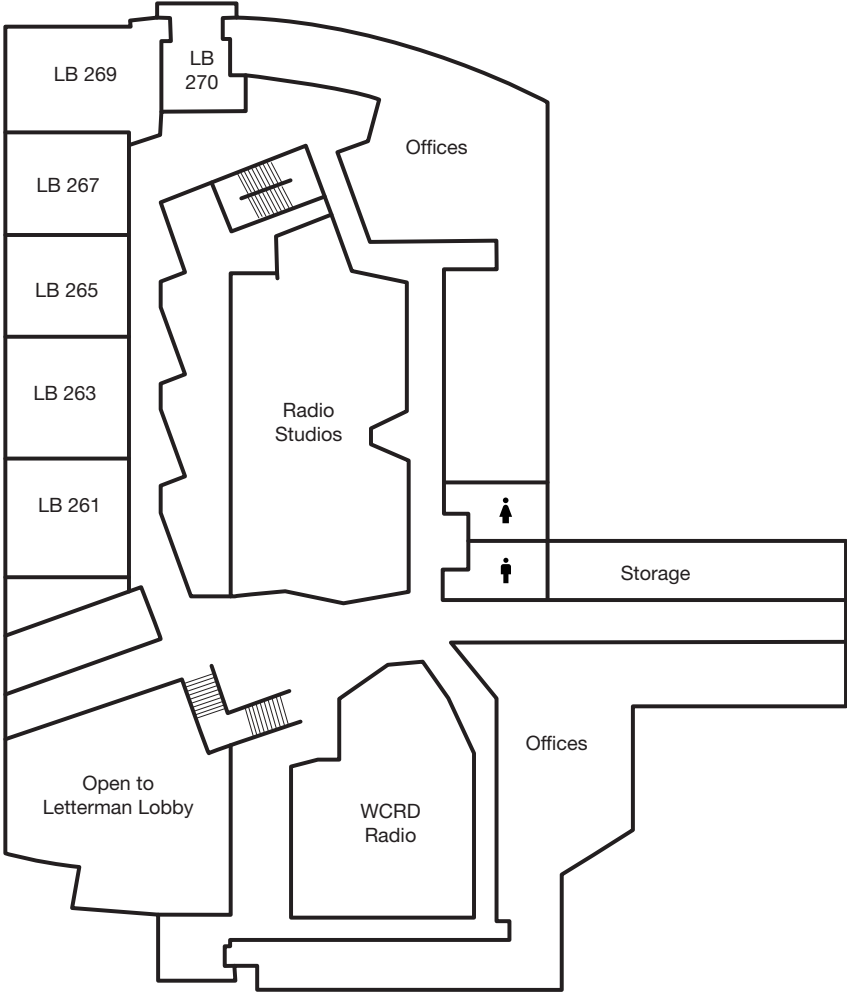 LB 269
LB
270
Offices
LB 267
LB 265
LB 263
Radio
Studios
LB 261
Storage
Offices
Open to
Letterman Lobby
WCRD
Radio